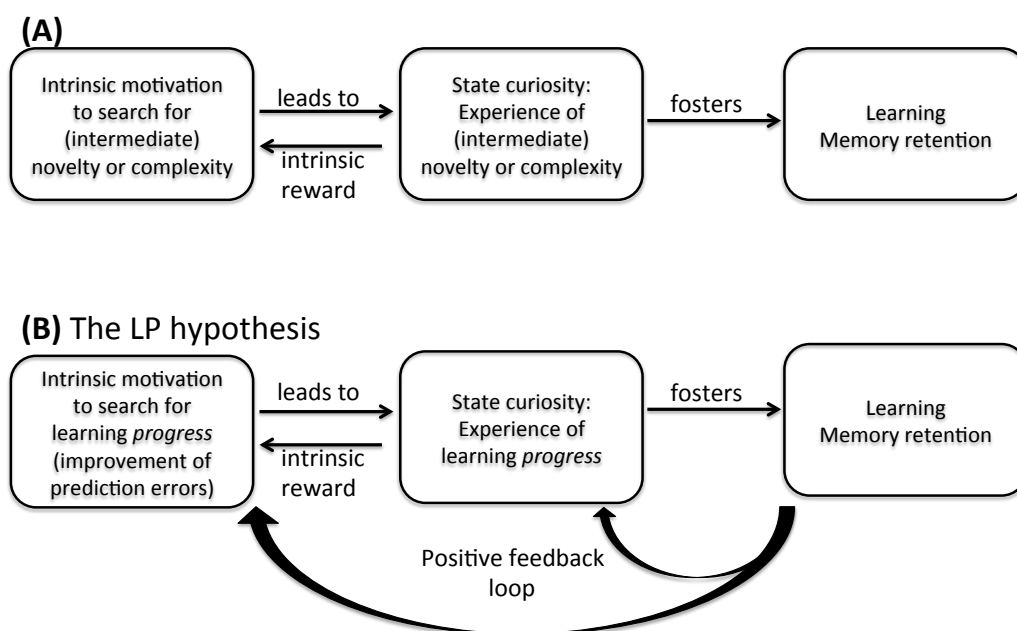 (A)
Intrinsic motivation
to search for
(intermediate)
novelty or complexity
leads to
intrinsic
reward
State curiosity:
Experience of
(intermediate)
novelty or complexity
fosters
Learning
Memory retention
(B) The LP hypothesis
Intrinsic motivation
to search for
learning progress
(improvement of
prediction errors)
leads to
intrinsic
reward
State curiosity:
Experience of
learning progress
fosters
Learning
Memory retention
Positive feedback
loop